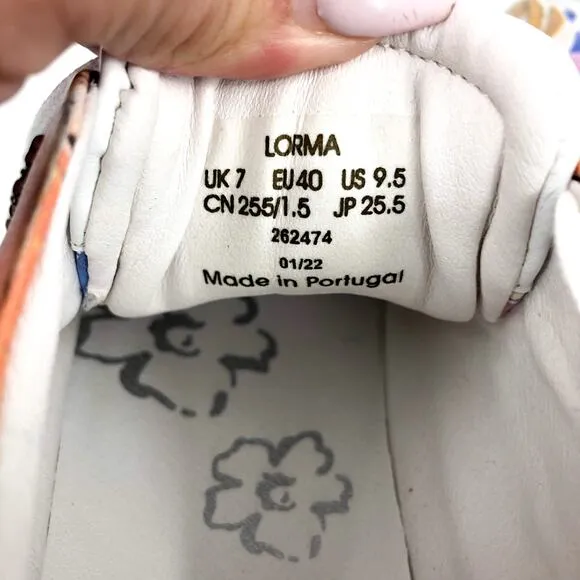 LORMA
UK 7 EU 40 US 9.5
CN 255/1.5 JP 25.5
262474
01/22
Made in Portugal